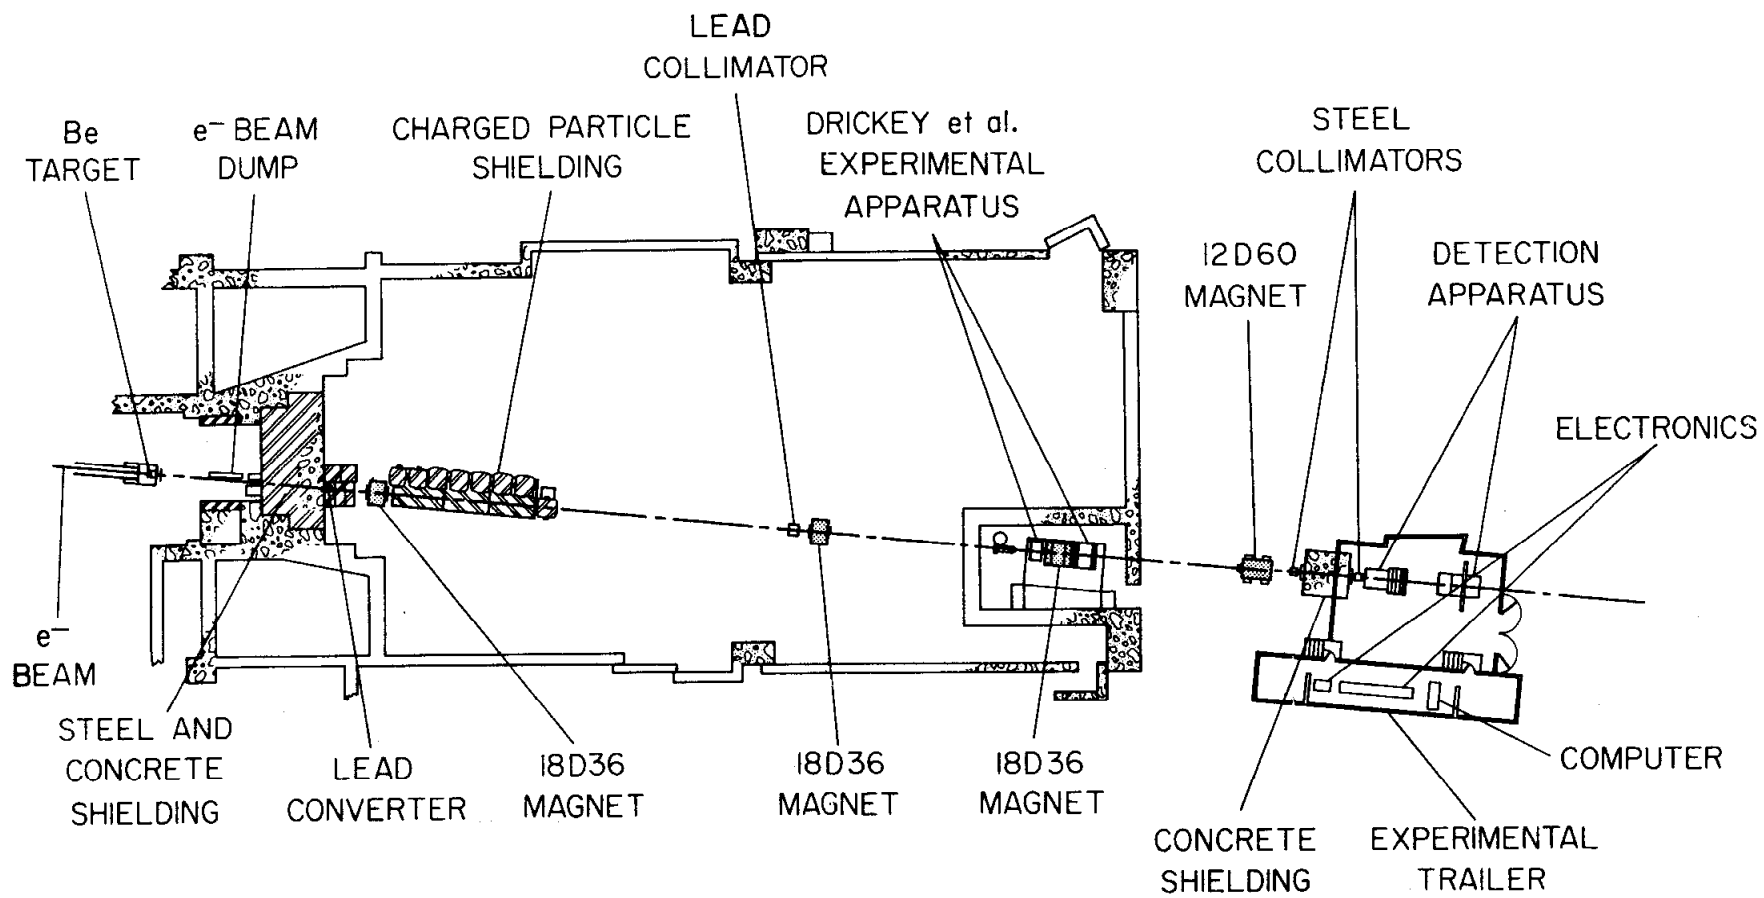 LEAD
COLLIMATOR
Be
TARGET
e⁻ BEAM
DUMP
CHARGED PARTICLE
SHIELDING
DRICKEY et al.
EXPERIMENTAL
APPARATUS
STEEL
COLLIMATORS
12D60
MAGNET
DETECTION
APPARATUS
ELECTRONICS
e⁻
BEAM
STEEL AND
CONCRETE
SHIELDING
LEAD
CONVERTER
18D36
MAGNET
18D36
MAGNET
18D36
MAGNET
COMPUTER
CONCRETE
SHIELDING
EXPERIMENTAL
TRAILER